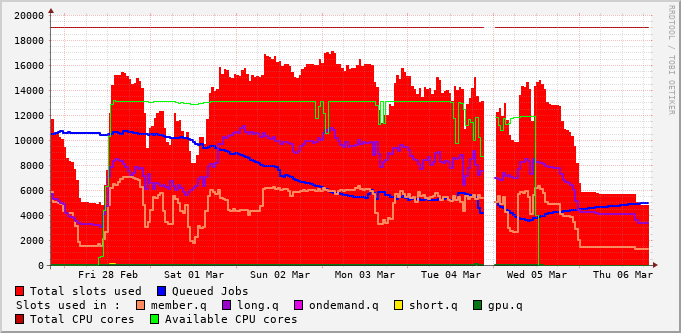 20000
18000
16000
14000
12000
10000
8000
6000
4000
2000
0
Fri 28 Feb Sat 01 Mar Sun 02 Mar Mon 03 Mar Tue 04 Mar Wed 05 Mar Thu 06 Mar
RRDTOOL / TOBI OETIKER
Total slots used Queued Jobs
Slots used in : member.q long.q ondemand.q short.q gpu.q
Total CPU cores Available CPU cores